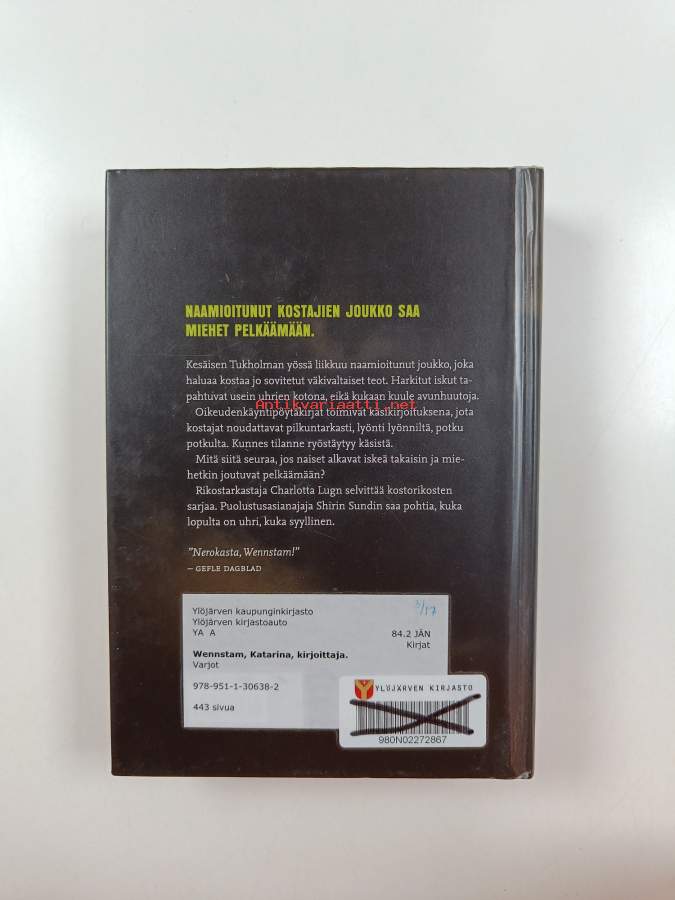 NAAMIOITUNUT KOSTAJIEN JOUKKO SAA
MIEHET PELKÄÄMÄÄN.
Kesäisen Tukholman yössä liikkuu naamioitunut joukko, joka
haluaa kostaa jo sovitetut väkivaltaiset teot. Harkitut iskut ta-
pahtuvat usein uhrien kotona, eikä kukaan kuule avunhuutoja.
Antikvariaatti.net
Oikeudenkäyntipöytäkirjat toimivat käsikirjoituksena, jota
kostajat noudattavat pilkuntarkasti, lyönti lyönniltä, potku
potkulta. Kunnes tilanne ryöstäytyy käsistä.
Mitä siitä seuraa, jos naiset alkavat iskeä takaisin ja mie-
hetkin joutuvat pelkäämään?
Rikostarkastaja Charlotta Lugn selvittää kostorikosten
sarjaa. Puolustusasianajaja Shirin Sundin saa pohtia, kuka
lopulta on uhri, kuka syyllinen.
"Nerokasta, Wennstam!"
— GEFLE DAGBLAD
Ylöjärven kaupunginkirjasto
3/17
Ylöjärven kirjastoauto
YA A 84.2 JÄN
Kirjat
Wennstam, Katarina, kirjoittaja.
Varjot
978-951-1-30638-2
443 sivua
YLÖJÄRVEN KIRJASTO
980N02272867